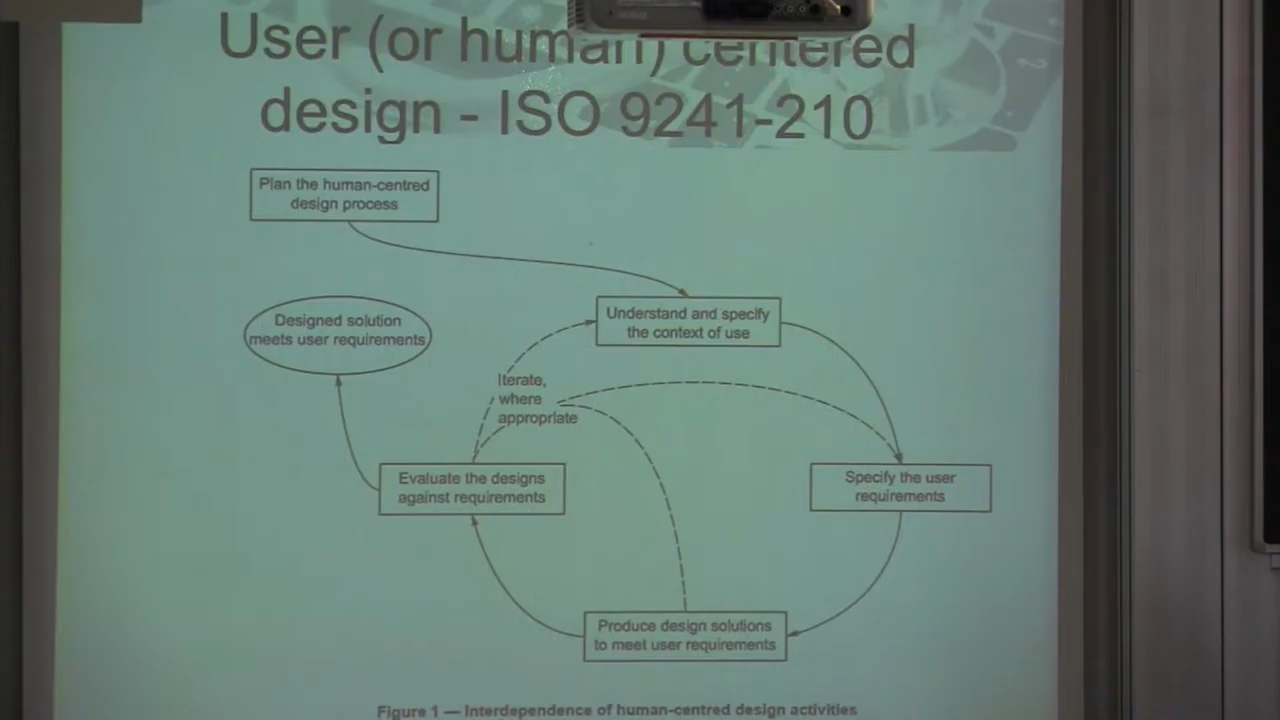 User (or human) centered
design - ISO 9241-210
Plan the human-centred
design process
Understand and specify
the context of use
Designed solution
meets user requirements
Iterate,
where
appropriate
Evaluate the designs
against requirements
Specify the user
requirements
Produce design solutions
to meet user requirements
Figure 1 — Interdependence of human-centred design activities